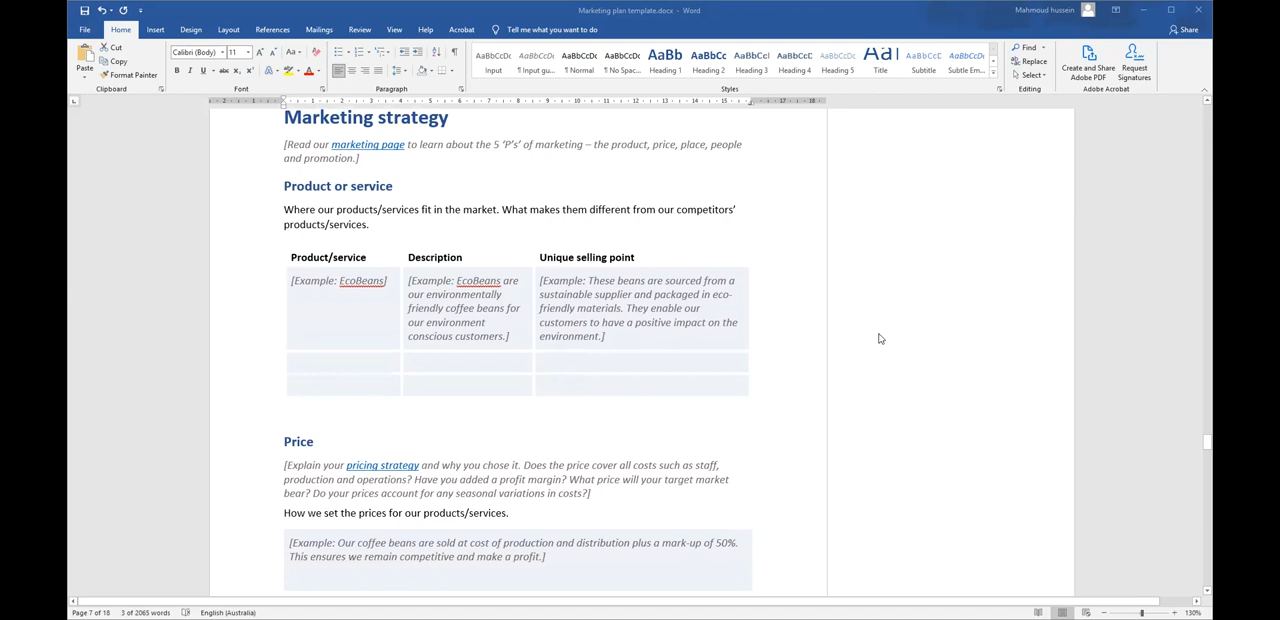 Marketing plan template.docx - Word
Mahmoud hussein
File Home Insert Design Layout References Mailings Review View Help Acrobat Tell me what you want to do Share
Paste
Cut
Copy
Format Painter
Clipboard
Calibri (Body) 11
Font
Paragraph
AaBbCcDc AaBbCcDc AaBbCcDc AaBbCcDc AaBb AaBbCc AaBbCcI AaBbCcD AaBbCcDc AaI AaBbCcE AaBbCcDc
Input ¶ Input gu... ¶ Normal ¶ No Spac... Heading 1 Heading 2 Heading 3 Heading 4 Heading 5 Title Subtitle Subtle Em...
Styles
Find
Replace
Select
Editing
Create and Share
Adobe PDF
Request
Signatures
Adobe Acrobat
Marketing strategy
[Read our marketing page to learn about the 5 ‘P’s’ of marketing – the product, price, place, people
and promotion.]
Product or service
Where our products/services fit in the market. What makes them different from our competitors’
products/services.
Product/service Description Unique selling point
[Example: EcoBeans]
[Example: EcoBeans are
our environmentally
friendly coffee beans for
our environment
conscious customers.]
[Example: These beans are sourced from a
sustainable supplier and packaged in eco-
friendly materials. They enable our
customers to have a positive impact on the
environment.]
Price
[Explain your pricing strategy and why you chose it. Does the price cover all costs such as staff,
production and operations? Have you added a profit margin? What price will your target market
bear? Do your prices account for any seasonal variations in costs?]
How we set the prices for our products/services.
[Example: Our coffee beans are sold at cost of production and distribution plus a mark-up of 50%.
This ensures we remain competitive and make a profit.]
Page 7 of 18 3 of 2065 words English (Australia) 130%